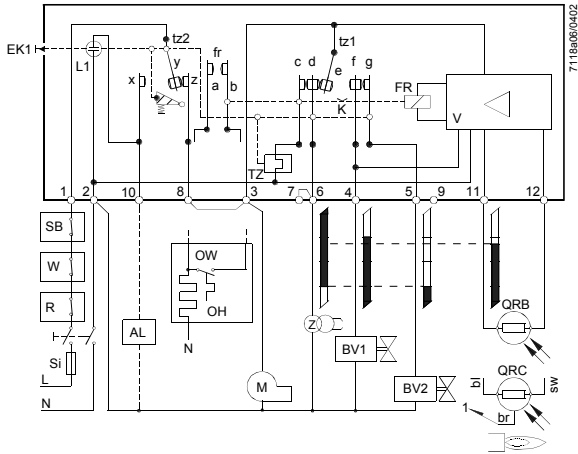 7118a06/0402
EK1
L1
tz2
fr
y
x
z
a
b
tz1
c d e f g
K
FR
V
TZ
1 2 10 8 3 7 6 4 5 9 11 12
SB
W
R
Si
L
N
AL
OW
OH
N
M
Z
BV1
BV2
QRB
QRC
bl
sw
br
1